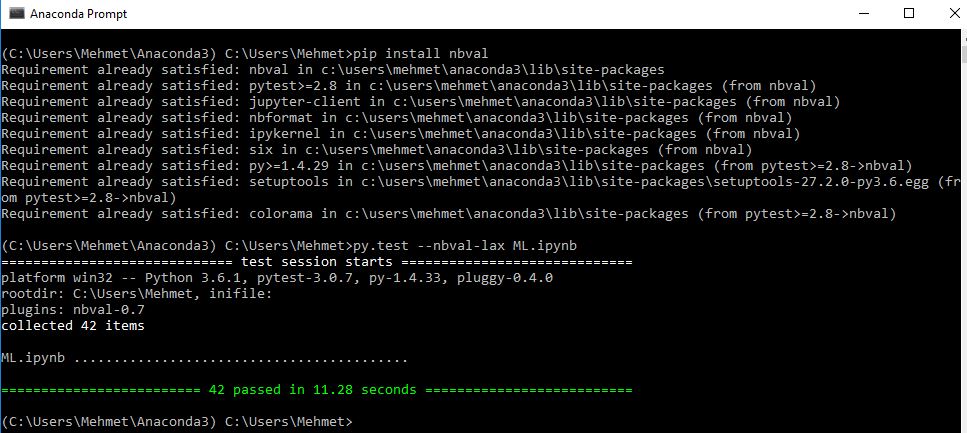 Anaconda Prompt
(C:\Users\Mehmet\Anaconda3) C:\Users\Mehmet>pip install nbval
Requirement already satisfied: nbval in c:\users\mehmet\anaconda3\lib\site-packages
Requirement already satisfied: pytest>=2.8 in c:\users\mehmet\anaconda3\lib\site-packages (from nbval)
Requirement already satisfied: jupyter-client in c:\users\mehmet\anaconda3\lib\site-packages (from nbval)
Requirement already satisfied: nbformat in c:\users\mehmet\anaconda3\lib\site-packages (from nbval)
Requirement already satisfied: ipykernel in c:\users\mehmet\anaconda3\lib\site-packages (from nbval)
Requirement already satisfied: six in c:\users\mehmet\anaconda3\lib\site-packages (from nbval)
Requirement already satisfied: py>=1.4.29 in c:\users\mehmet\anaconda3\lib\site-packages (from pytest>=2.8->nbval)
Requirement already satisfied: setuptools in c:\users\mehmet\anaconda3\lib\site-packages\setuptools-27.2.0-py3.6.egg (fr
om pytest>=2.8->nbval)
Requirement already satisfied: colorama in c:\users\mehmet\anaconda3\lib\site-packages (from pytest>=2.8->nbval)
(C:\Users\Mehmet\Anaconda3) C:\Users\Mehmet>py.test --nbval-lax ML.ipynb
============================= test session starts =============================
platform win32 -- Python 3.6.1, pytest-3.0.7, py-1.4.33, pluggy-0.4.0
rootdir: C:\Users\Mehmet, inifile:
plugins: nbval-0.7
collected 42 items
ML.ipynb ..........................................
========================= 42 passed in 11.28 seconds ==========================
(C:\Users\Mehmet\Anaconda3) C:\Users\Mehmet>